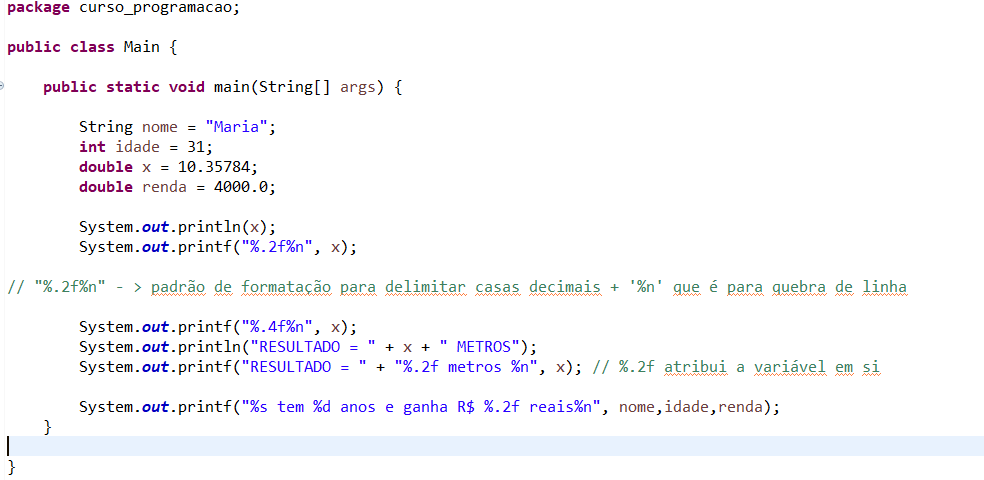 package curso_programacao;
public class Main {
public static void main(String[] args) {
String nome = "Maria";
int idade = 31;
double x = 10.35784;
double renda = 4000.0;
System.out.println(x);
System.out.printf("%.2f%n", x);
// "%.2f%n" - > padrão de formatação para delimitar casas decimais + '%n' que é para quebra de linha
System.out.printf("%.4f%n", x);
System.out.println("RESULTADO = " + x + " METROS");
System.out.printf("RESULTADO = " + "%.2f metros %n", x); // %.2f atribui a variável em si
System.out.printf("%s tem %d anos e ganha R$ %.2f reais%n", nome,idade,renda);
}
}